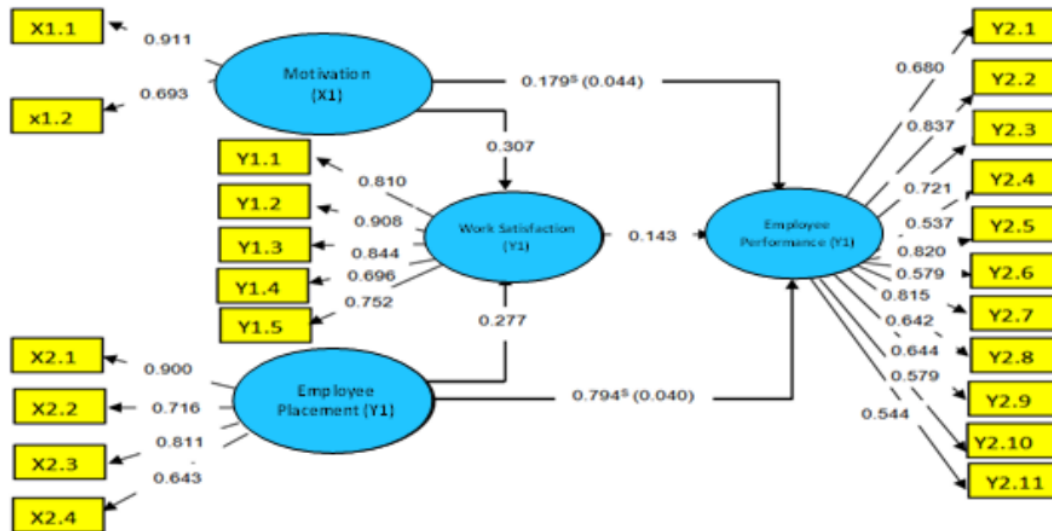 X1.1
0.911
Motivation
(X1)
0.693
x1.2
0.179ˢ (0.044)
0.307
Y1.1
Y1.2
Y1.3
Y1.4
Y1.5
0.810
0.908
0.844
0.696
0.752
Work Satisfaction
(Y1)
0.143
Employee
Performance (Y1)
0.277
X2.1
X2.2
X2.3
X2.4
0.900
0.716
0.811
0.643
Employee
Placement (Y1)
0.794ˢ (0.040)
0.680
0.837
0.721
0.537
0.820
0.579
0.815
0.642
0.644
0.579
0.544
Y2.1
Y2.2
Y2.3
Y2.4
Y2.5
Y2.6
Y2.7
Y2.8
Y2.9
Y2.10
Y2.11